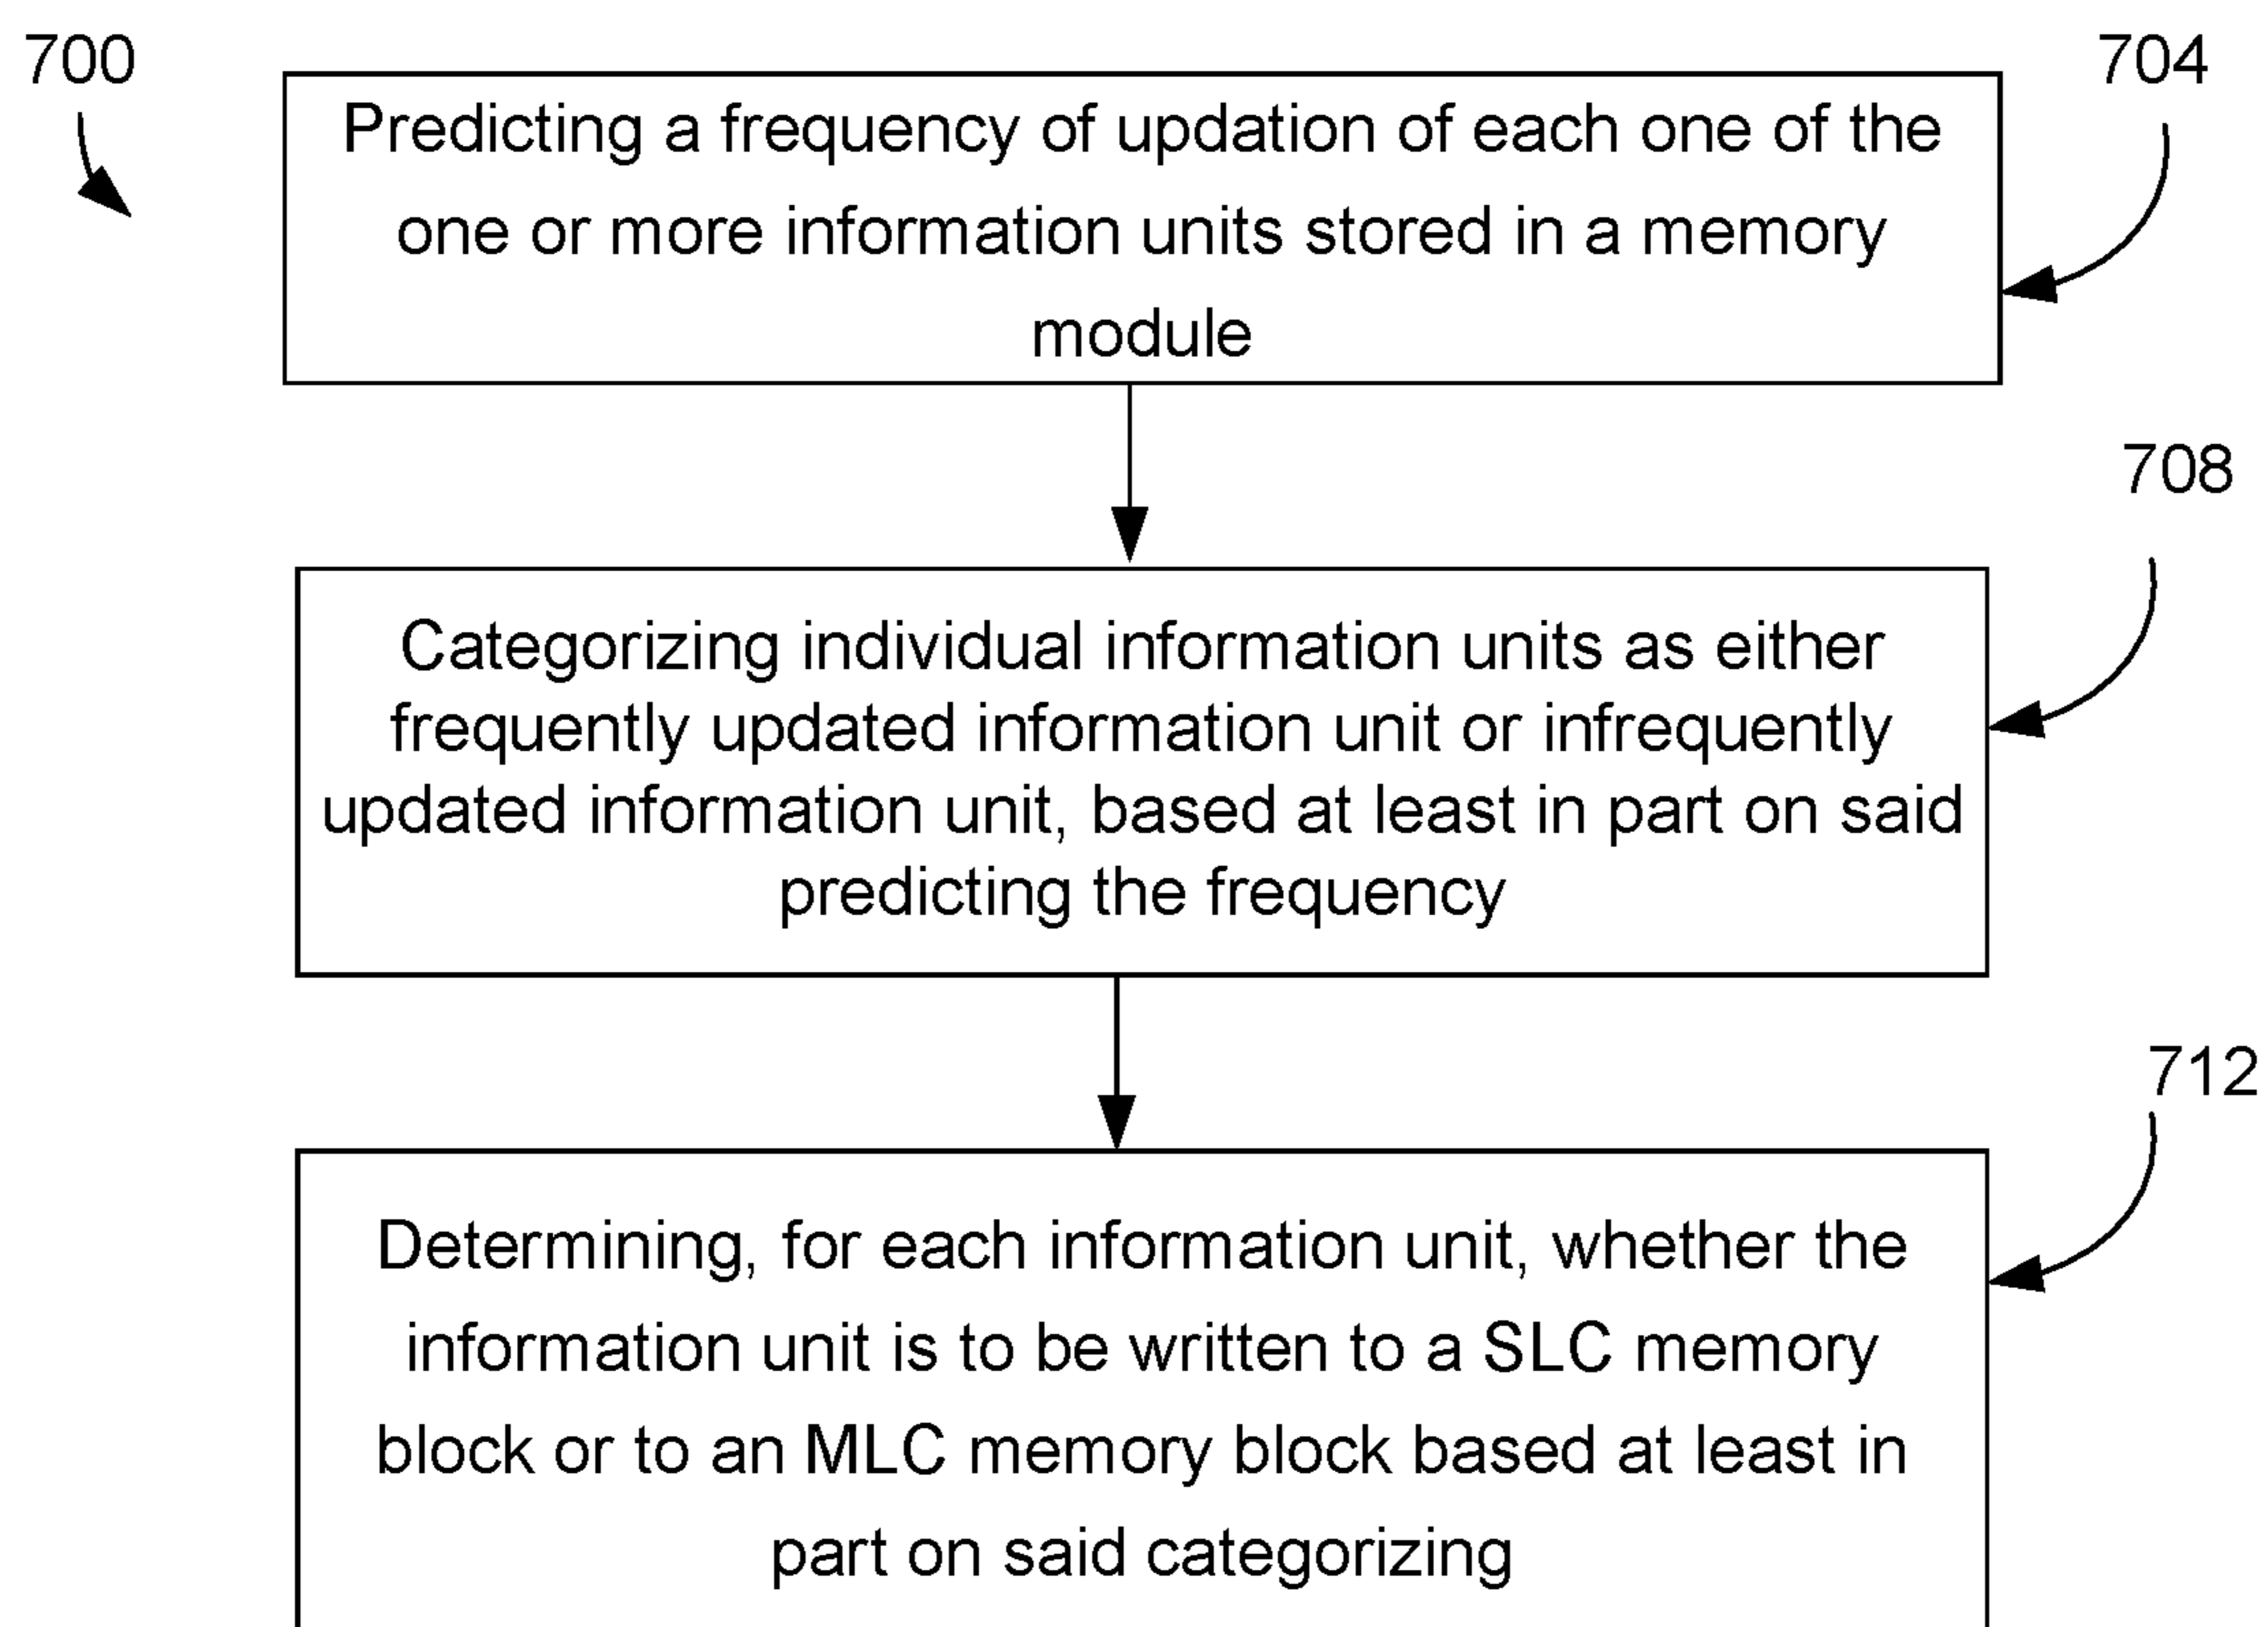 700
704
Predicting a frequency of updation of each one of the
one or more information units stored in a memory
module
708
Categorizing individual information units as either
frequently updated information unit or infrequently
updated information unit, based at least in part on said
predicting the frequency
712
Determining, for each information unit, whether the
information unit is to be written to a SLC memory
block or to an MLC memory block based at least in
part on said categorizing